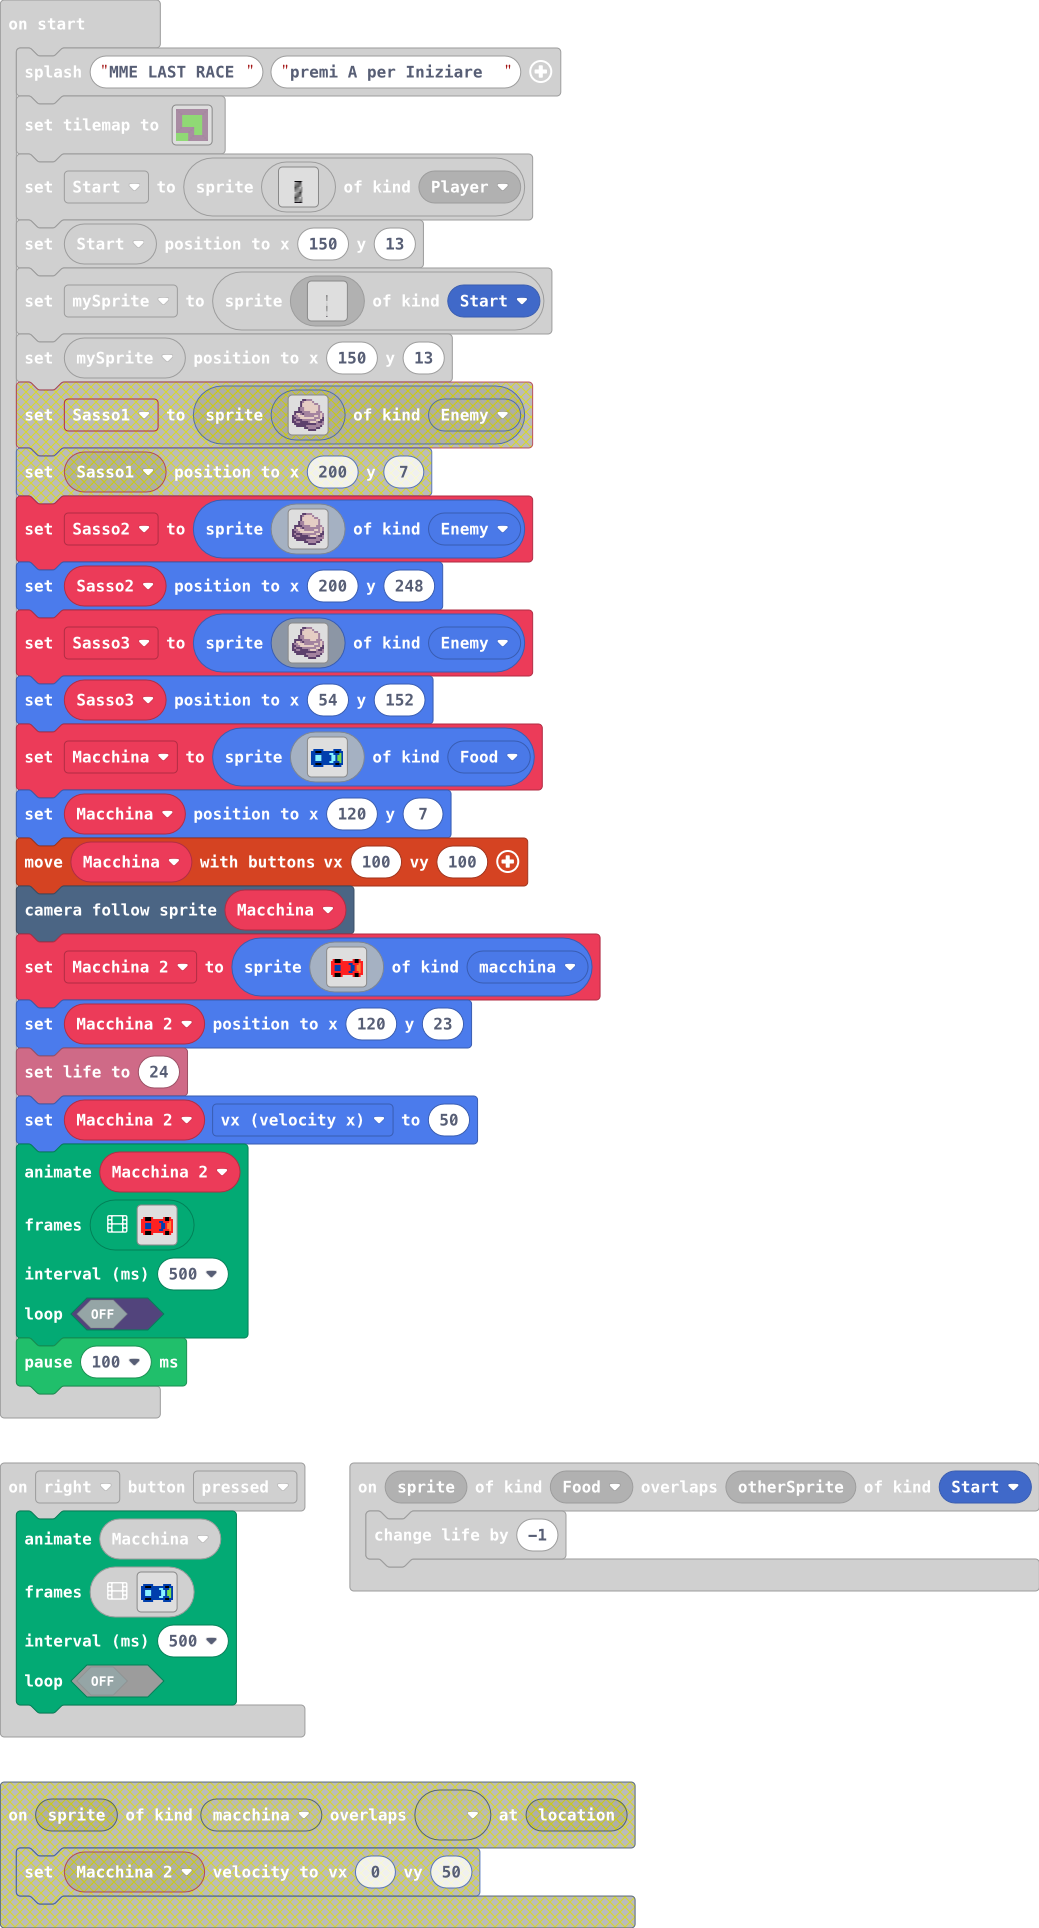 on start
splash "MME LAST RACE " "premi A per Iniziare "
set tilemap to
set Start to sprite of kind Player
set Start position to x 150 y 13
set mySprite to sprite of kind Start
set mySprite position to x 150 y 13
set Sasso1 to sprite of kind Enemy
set Sasso1 position to x 200 y 7
set Sasso2 to sprite of kind Enemy
set Sasso2 position to x 200 y 248
set Sasso3 to sprite of kind Enemy
set Sasso3 position to x 54 y 152
set Macchina to sprite of kind Food
set Macchina position to x 120 y 7
move Macchina with buttons vx 100 vy 100
camera follow sprite Macchina
set Macchina 2 to sprite of kind macchina
set Macchina 2 position to x 120 y 23
set life to 24
set Macchina 2 vx (velocity x) to 50
animate Macchina 2
frames
interval (ms) 500
loop OFF
pause 100 ms
on right button pressed
animate Macchina
frames
interval (ms) 500
loop OFF
on sprite of kind Food overlaps otherSprite of kind Start
change life by -1
on sprite of kind macchina overlaps at location
set Macchina 2 velocity to vx 0 vy 50